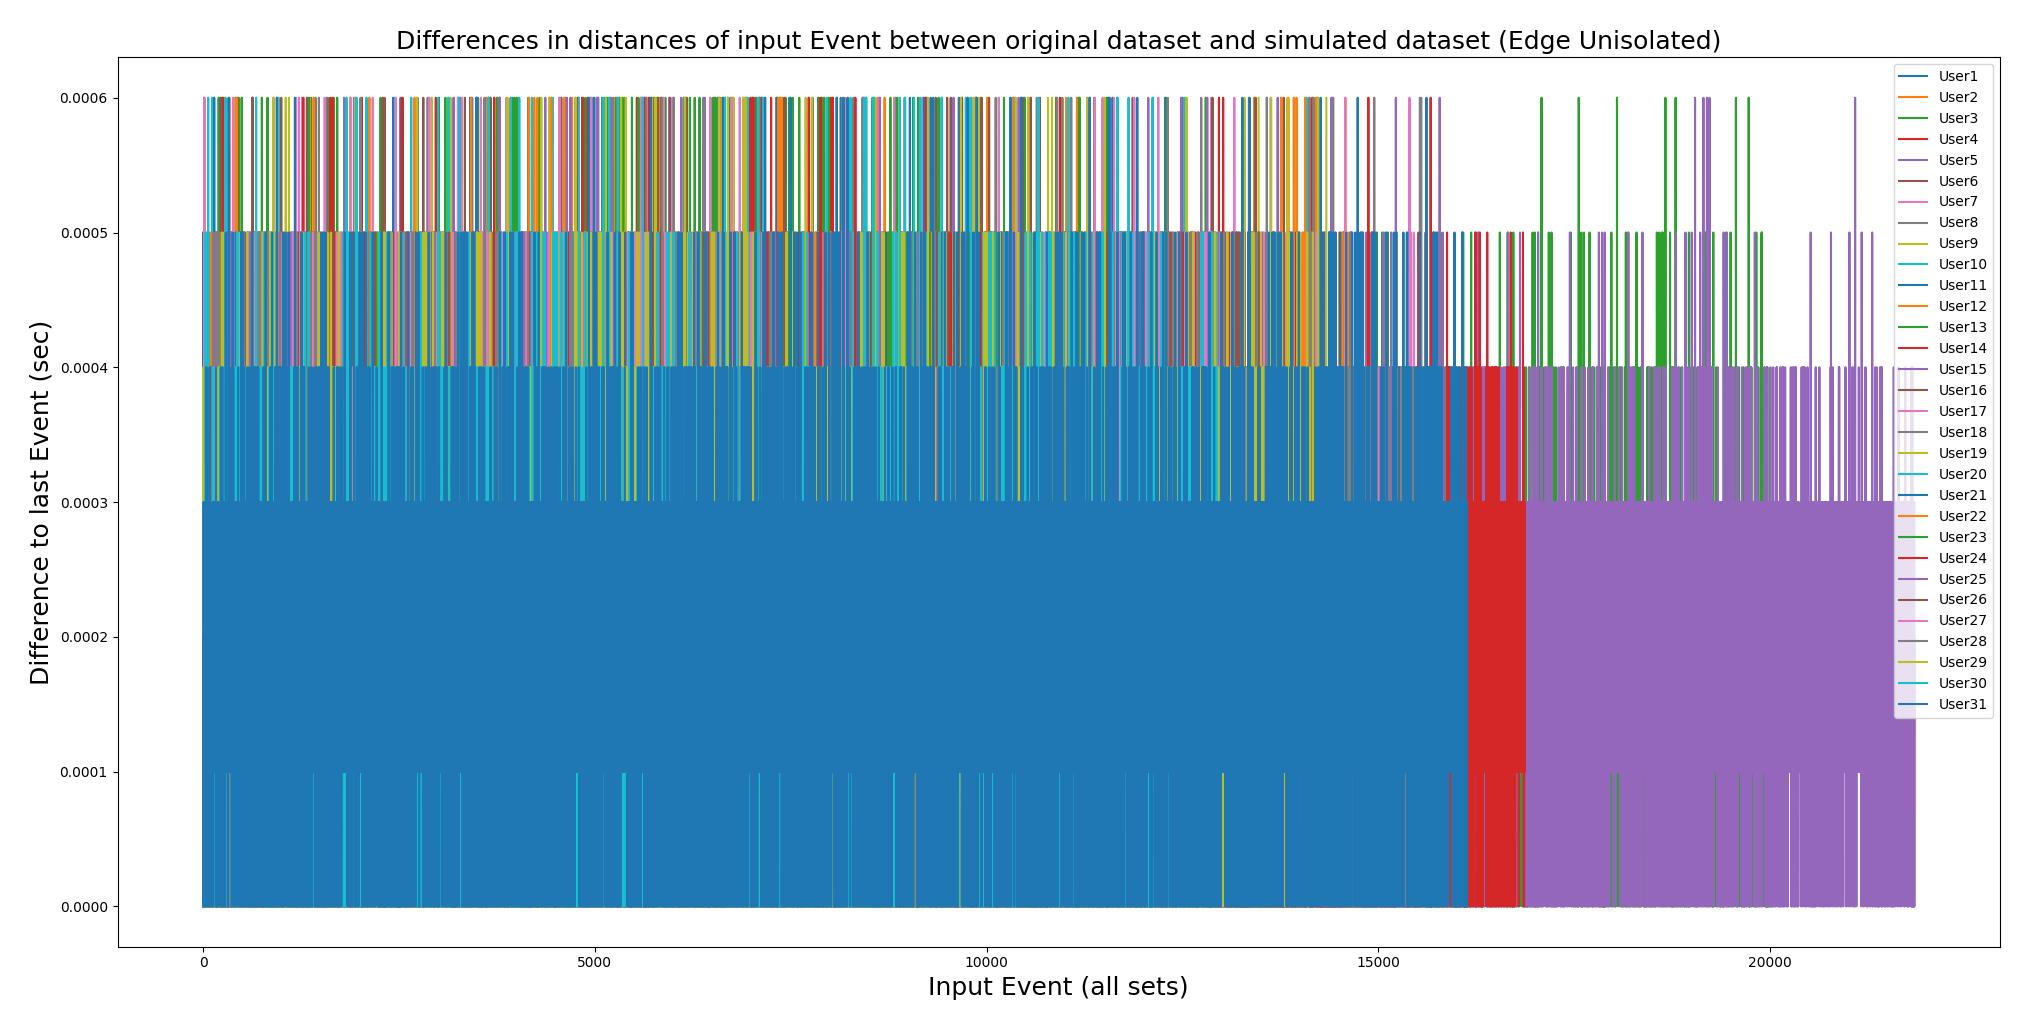 Differences in distances of input Event between original dataset and simulated dataset (Edge Unisolated)
Difference to last Event (sec)
0.0006
0.0005
0.0004
0.0003
0.0002
0.0001
0.0000
0
5000
10000
15000
20000
Input Event (all sets)
User1
User2
User3
User4
User5
User6
User7
User8
User9
User10
User11
User12
User13
User14
User15
User16
User17
User18
User19
User20
User21
User22
User23
User24
User25
User26
User27
User28
User29
User30
User31